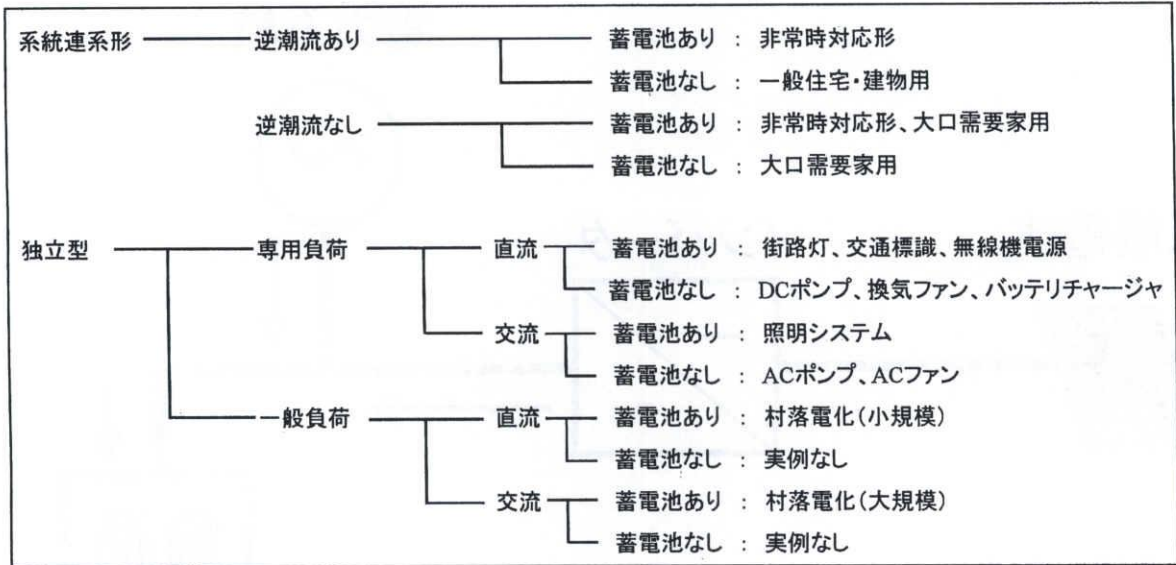 系統連系形 逆潮流あり 蓄電池あり : 非常時対応形
蓄電池なし : 一般住宅・建物用
逆潮流なし 蓄電池あり : 非常時対応形、大口需要家用
蓄電池なし : 大口需要家用
独立型 専用負荷 直流 蓄電池あり : 街路灯、交通標識、無線機電源
蓄電池なし : DCポンプ、換気ファン、バッテリチャージャ
交流 蓄電池あり : 照明システム
蓄電池なし : ACポンプ、ACファン
一般負荷 直流 蓄電池あり : 村落電化(小規模)
蓄電池なし : 実例なし
交流 蓄電池あり : 村落電化(大規模)
蓄電池なし : 実例なし